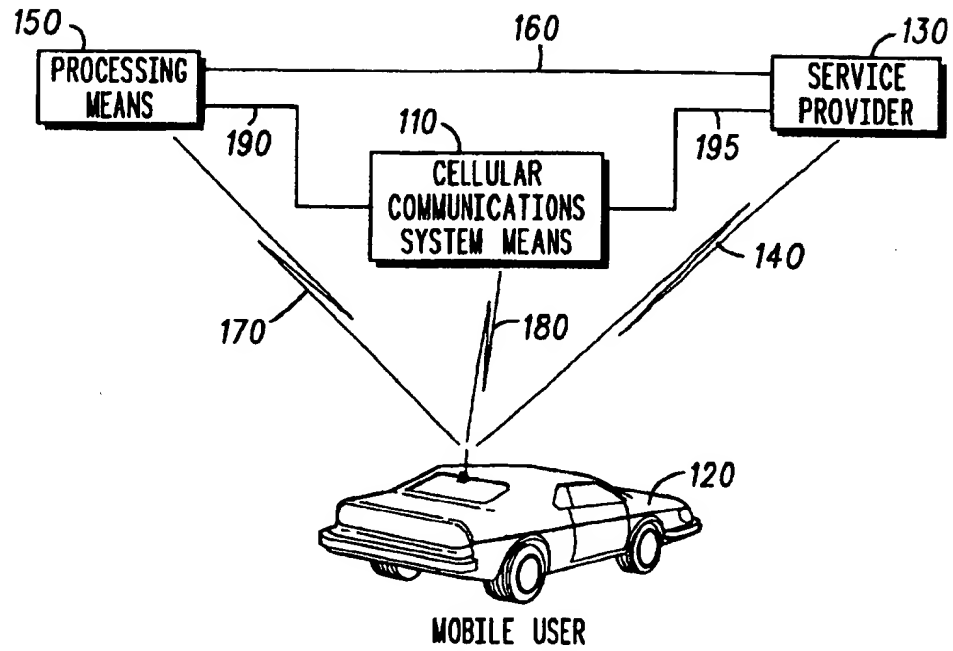 150
160
130
PROCESSING
MEANS
SERVICE
PROVIDER
190
110
195
CELLULAR
COMMUNICATIONS
SYSTEM MEANS
140
170
180
120
MOBILE USER